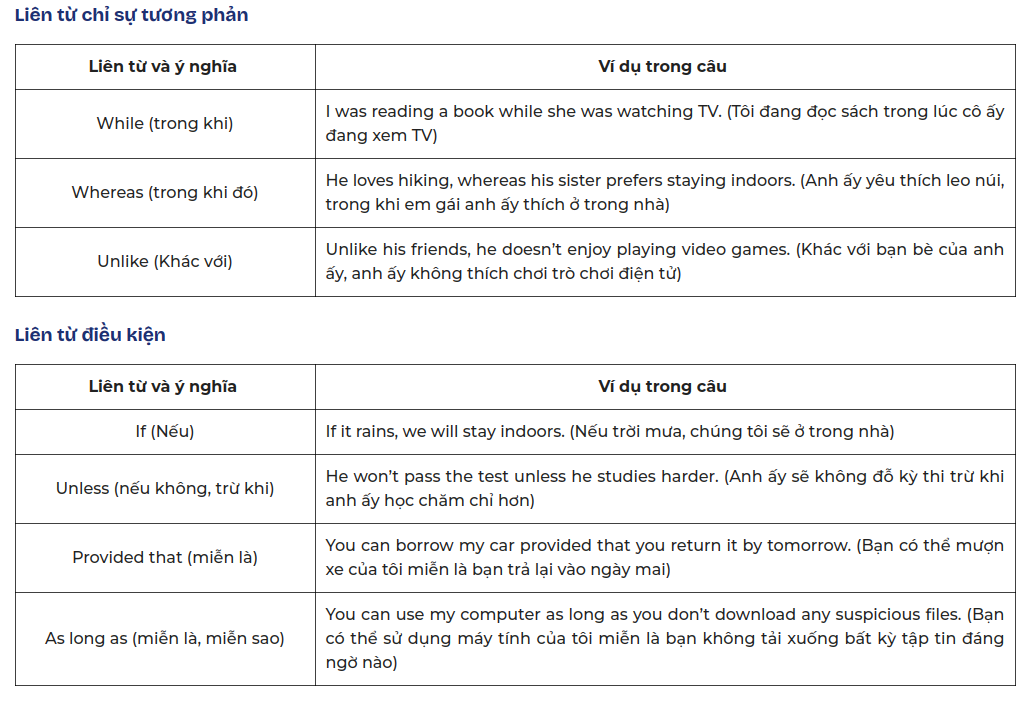 Liên từ chỉ sự tương phản
Liên từ và ý nghĩa
Ví dụ trong câu
While (trong khi)
I was reading a book while she was watching TV. (Tôi đang đọc sách trong lúc cô ấy
đang xem TV)
Whereas (trong khi đó)
He loves hiking, whereas his sister prefers staying indoors. (Anh ấy yêu thích leo núi,
trong khi em gái anh ấy thích ở trong nhà)
Unlike (Khác với)
Unlike his friends, he doesn’t enjoy playing video games. (Khác với bạn bè của anh
ấy, anh ấy không thích chơi trò chơi điện tử)
Liên từ điều kiện
Liên từ và ý nghĩa
Ví dụ trong câu
If (Nếu)
If it rains, we will stay indoors. (Nếu trời mưa, chúng tôi sẽ ở trong nhà)
Unless (nếu không, trừ khi)
He won’t pass the test unless he studies harder. (Anh ấy sẽ không đỗ kỳ thi trừ khi
anh ấy học chăm chỉ hơn)
Provided that (miễn là)
You can borrow my car provided that you return it by tomorrow. (Bạn có thể mượn
xe của tôi miễn là bạn trả lại vào ngày mai)
As long as (miễn là, miễn sao)
You can use my computer as long as you don’t download any suspicious files. (Bạn
có thể sử dụng máy tính của tôi miễn là bạn không tải xuống bất kỳ tập tin đáng
ngờ nào)